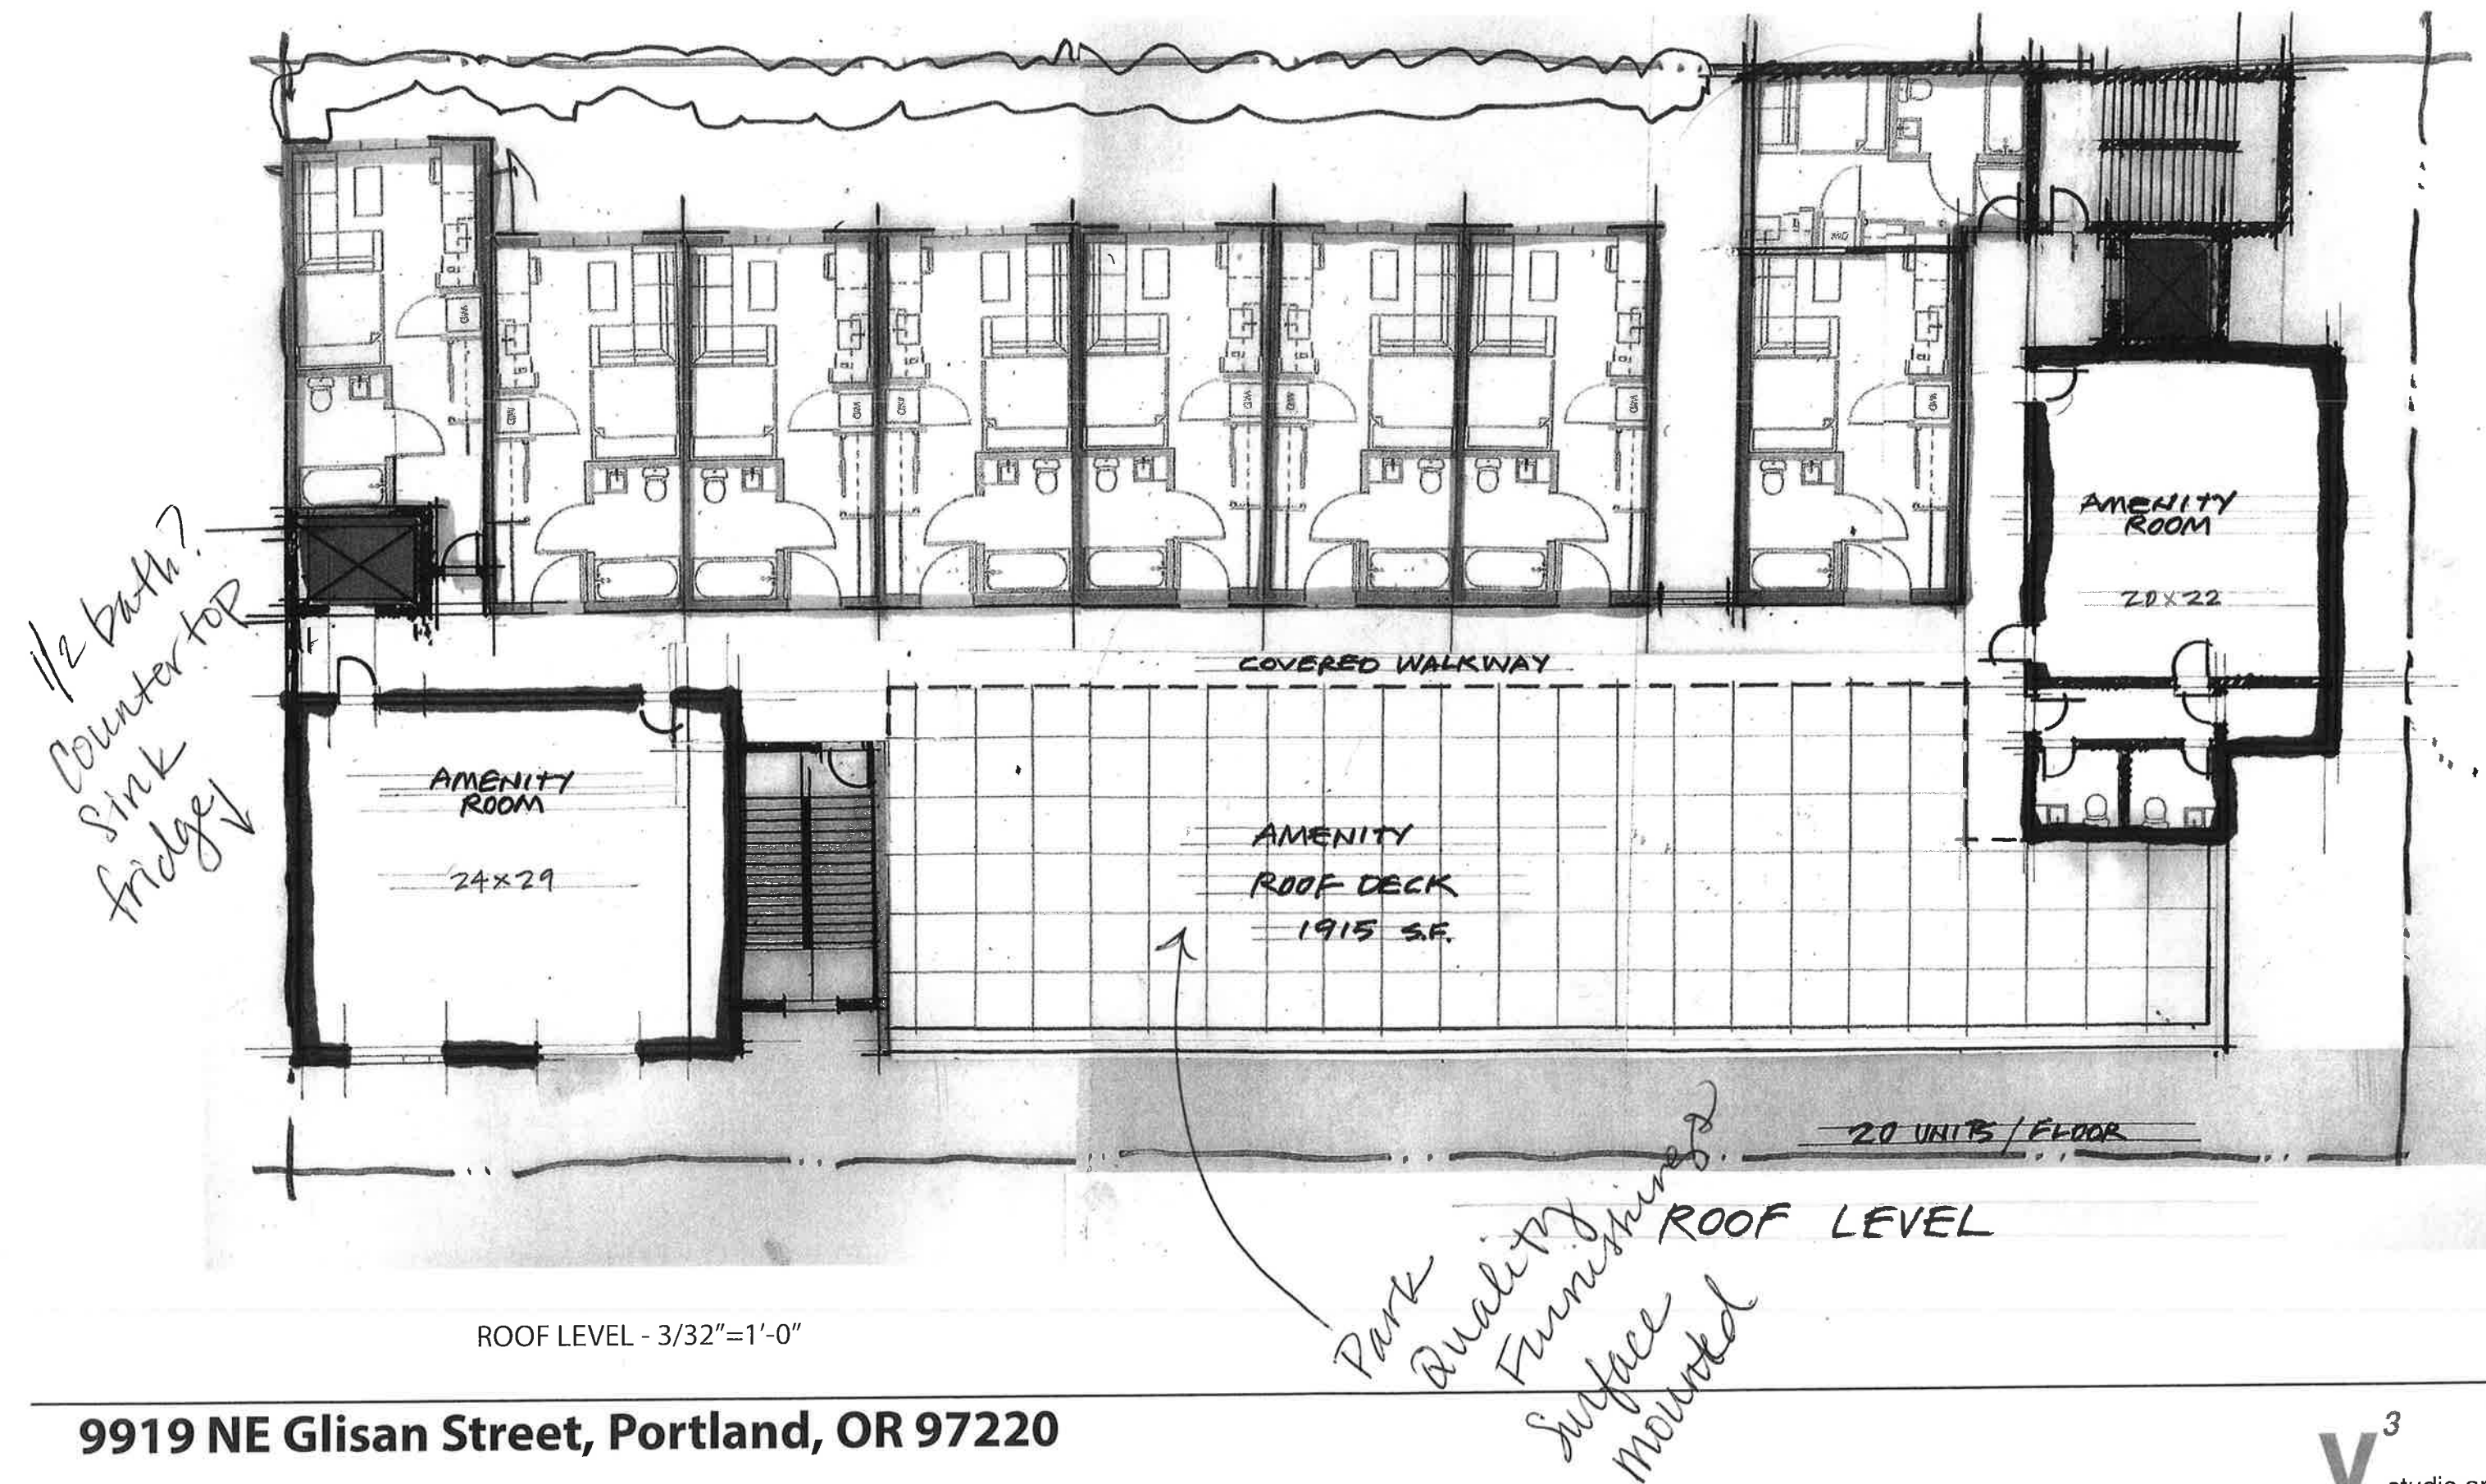 1/2 bath?
Countertop
Sink
fridge
AMENITY
ROOM
20x22
COVERED WALKWAY
AMENITY
ROOM
24x29
AMENITY
ROOF DECK
1915 S.F.
20 UNITS / FLOOR
ROOF LEVEL
Park
Quality
Furnishings
Surface
mounted
ROOF LEVEL - 3/32"=1'-0"
9919 NE Glisan Street, Portland, OR 97220
V3